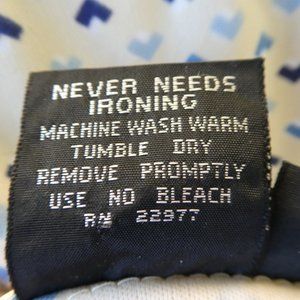 NEVER NEEDS
IRONING
MACHINE WASH WARM
TUMBLE DRY
REMOVE PROMPTLY
USE NO BLEACH
RN 22977